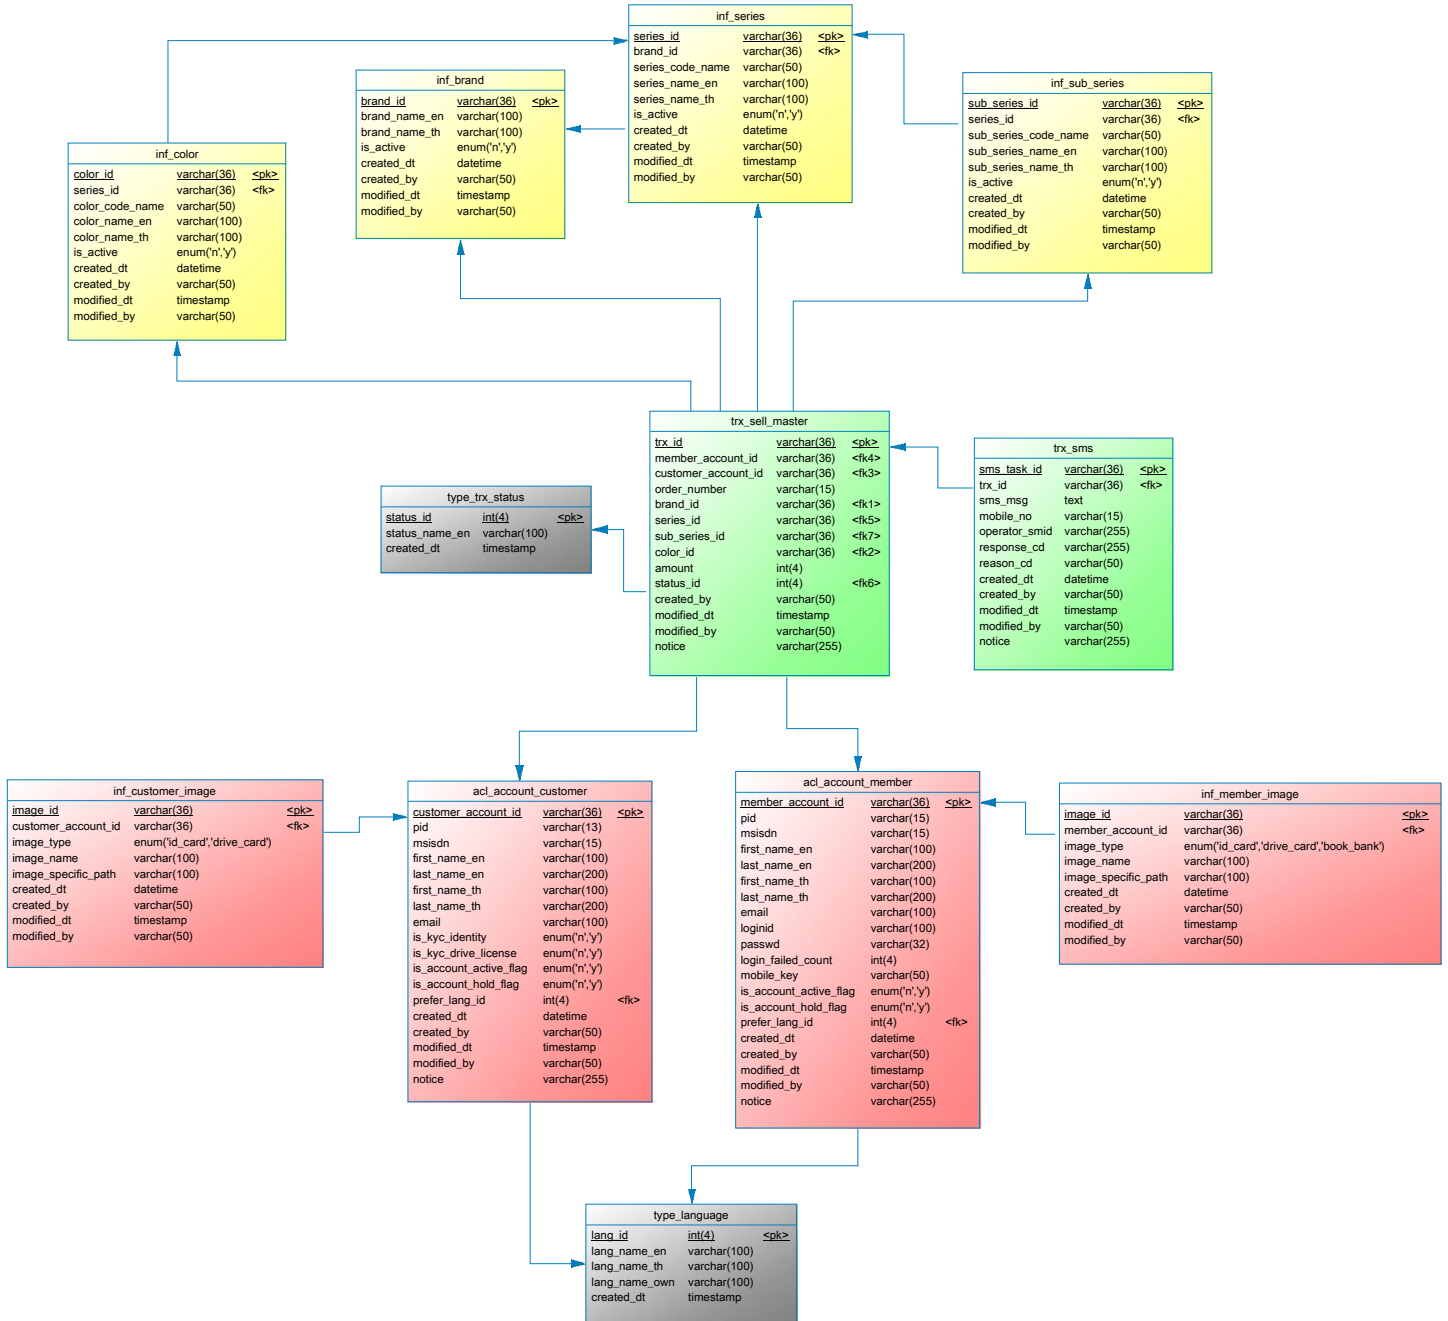 inf_series
series_id varchar(36) <pk>
brand_id varchar(36) <fk>
series_code_name varchar(50)
series_name_en varchar(100)
series_name_th varchar(100)
is_active enum('n','y')
created_dt datetime
created_by varchar(50)
modified_dt timestamp
modified_by varchar(50)
inf_brand
brand_id varchar(36) <pk>
brand_name_en varchar(100)
brand_name_th varchar(100)
is_active enum('n','y')
created_dt datetime
created_by varchar(50)
modified_dt timestamp
modified_by varchar(50)
inf_sub_series
sub_series_id varchar(36) <pk>
series_id varchar(36) <fk>
sub_series_code_name varchar(50)
sub_series_name_en varchar(100)
sub_series_name_th varchar(100)
is_active enum('n','y')
created_dt datetime
created_by varchar(50)
modified_dt timestamp
modified_by varchar(50)
inf_color
color_id varchar(36) <pk>
series_id varchar(36) <fk>
color_code_name varchar(50)
color_name_en varchar(100)
color_name_th varchar(100)
is_active enum('n','y')
created_dt datetime
created_by varchar(50)
modified_dt timestamp
modified_by varchar(50)
trx_sell_master
trx_id varchar(36) <pk>
member_account_id varchar(36) <fk4>
customer_account_id varchar(36) <fk3>
order_number varchar(15)
brand_id varchar(36) <fk1>
series_id varchar(36) <fk5>
sub_series_id varchar(36) <fk7>
color_id varchar(36) <fk2>
amount int(4)
status_id int(4) <fk6>
created_by varchar(50)
modified_dt timestamp
modified_by varchar(50)
notice varchar(255)
trx_sms
sms_task_id varchar(36) <pk>
trx_id varchar(36) <fk>
sms_msg text
mobile_no varchar(15)
operator_smid varchar(255)
response_cd varchar(255)
reason_cd varchar(50)
created_dt datetime
created_by varchar(50)
modified_dt timestamp
modified_by varchar(50)
notice varchar(255)
type_trx_status
status_id int(4) <pk>
status_name_en varchar(100)
created_dt timestamp
inf_customer_image
image_id varchar(36) <pk>
customer_account_id varchar(36) <fk>
image_type enum('id_card','drive_card')
image_name varchar(100)
image_specific_path varchar(100)
created_dt datetime
created_by varchar(50)
modified_dt timestamp
modified_by varchar(50)
acl_account_customer
customer_account_id varchar(36) <pk>
pid varchar(13)
msisdn varchar(15)
first_name_en varchar(100)
last_name_en varchar(200)
first_name_th varchar(100)
last_name_th varchar(200)
email varchar(100)
is_kyc_identity enum('n','y')
is_kyc_drive_license enum('n','y')
is_account_active_flag enum('n','y')
is_account_hold_flag enum('n','y')
prefer_lang_id int(4) <fk>
created_dt datetime
created_by varchar(50)
modified_dt timestamp
modified_by varchar(50)
notice varchar(255)
acl_account_member
member_account_id varchar(36) <pk>
pid varchar(15)
msisdn varchar(15)
first_name_en varchar(100)
last_name_en varchar(200)
first_name_th varchar(100)
last_name_th varchar(200)
email varchar(100)
loginid varchar(100)
passwd varchar(32)
login_failed_count int(4)
mobile_key varchar(50)
is_account_active_flag enum('n','y')
is_account_hold_flag enum('n','y')
prefer_lang_id int(4) <fk>
created_dt datetime
created_by varchar(50)
modified_dt timestamp
modified_by varchar(50)
notice varchar(255)
inf_member_image
image_id varchar(36) <pk>
member_account_id varchar(36) <fk>
image_type enum('id_card','drive_card','book_bank')
image_name varchar(100)
image_specific_path varchar(100)
created_dt datetime
created_by varchar(50)
modified_dt timestamp
modified_by varchar(50)
type_language
lang_id int(4) <pk>
lang_name_en varchar(100)
lang_name_th varchar(100)
lang_name_own varchar(100)
created_dt timestamp